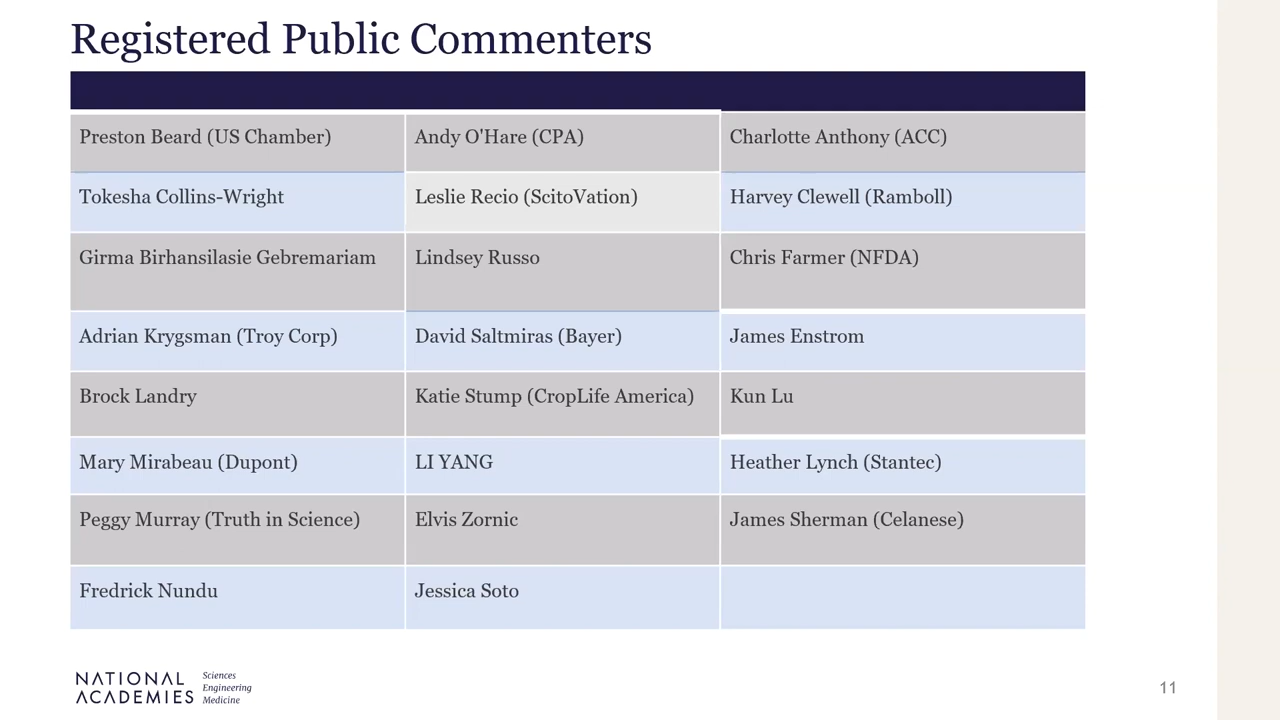 Registered Public Commenters
Preston Beard (US Chamber)
Andy O'Hare (CPA)
Charlotte Anthony (ACC)
Tokesha Collins-Wright
Leslie Recio (ScitoVation)
Harvey Clewell (Ramboll)
Girma Birhansilasie Gebremariam
Lindsey Russo
Chris Farmer (NFDA)
Adrian Krygsman (Troy Corp)
David Saltmiras (Bayer)
James Enstrom
Brock Landry
Katie Stump (CropLife America)
Kun Lu
Mary Mirabeau (Dupont)
LI YANG
Heather Lynch (Stantec)
Peggy Murray (Truth in Science)
Elvis Zornic
James Sherman (Celanese)
Fredrick Nundu
Jessica Soto
NATIONAL
ACADEMIES
Sciences
Engineering
Medicine
11